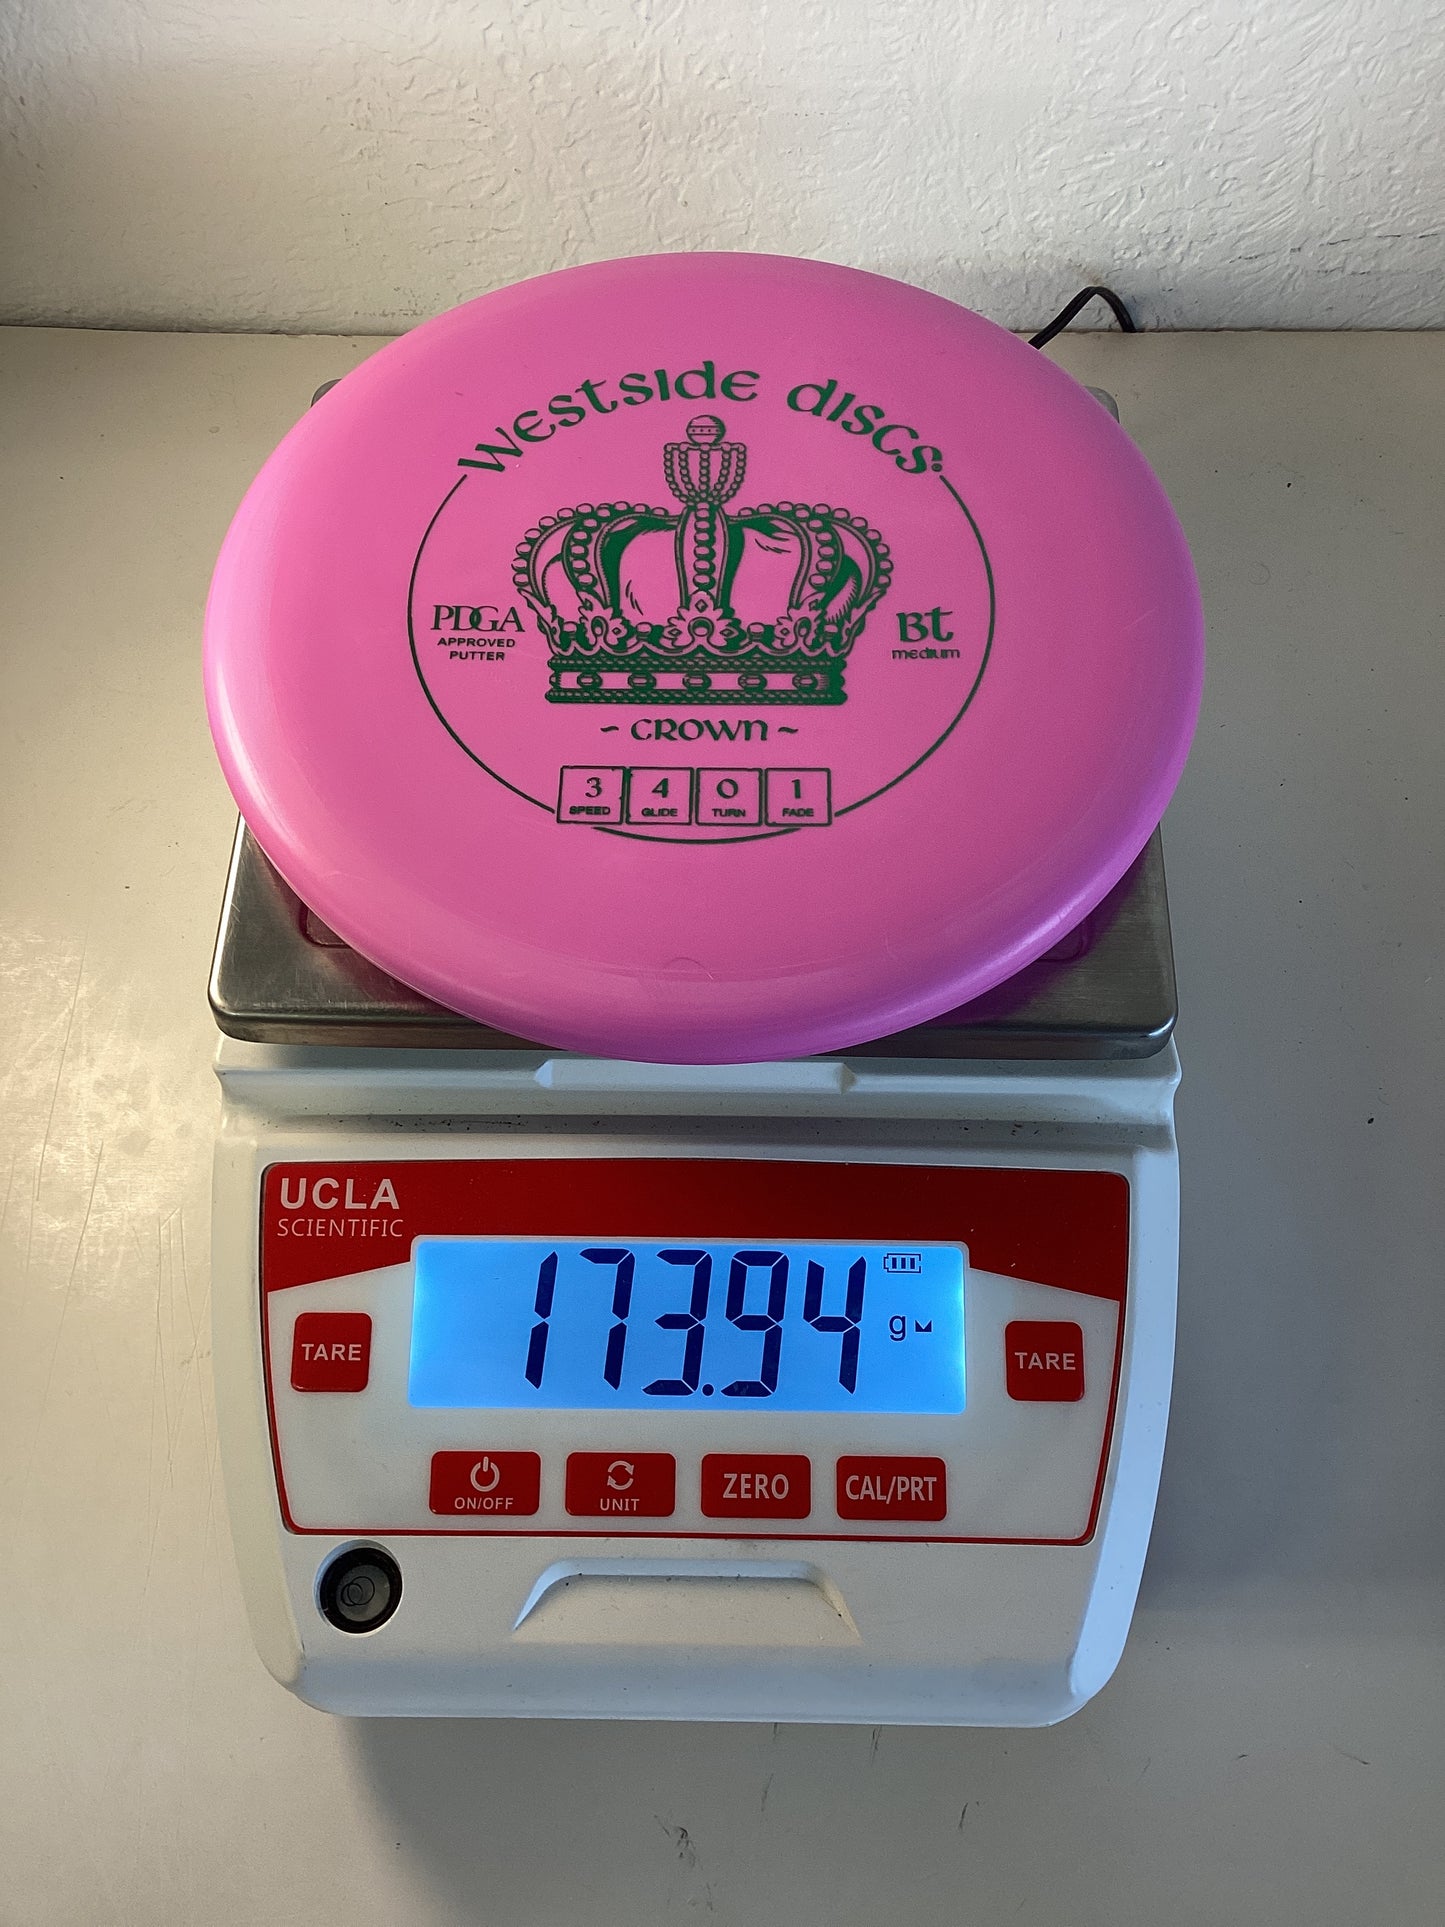 Westside discs
PDGA
APPROVED
PUTTER
BT
medium
~ CROWN ~
3 4 0 1
SPEED GLIDE TURN FADE
UCLA
SCIENTIFIC
173.94 g
TARE
TARE
ON/OFF
UNIT
ZERO
CAL/PRT